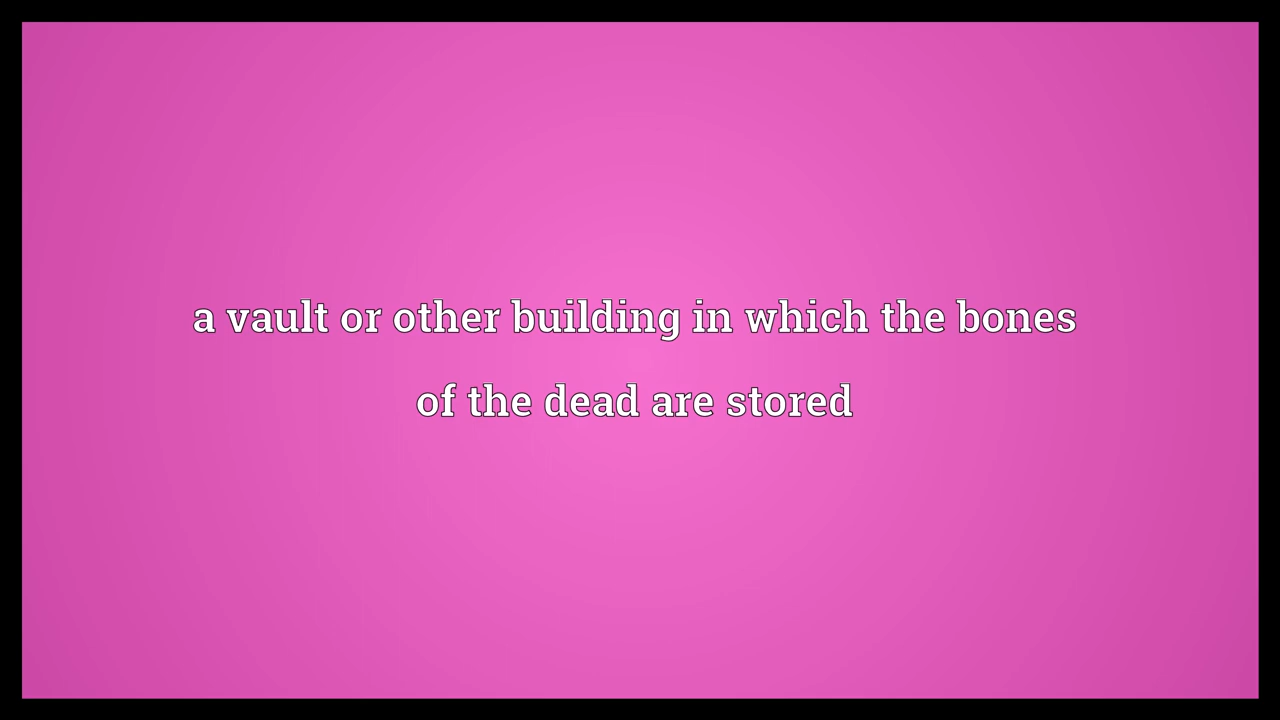 a vault or other building in which the bones
of the dead are stored